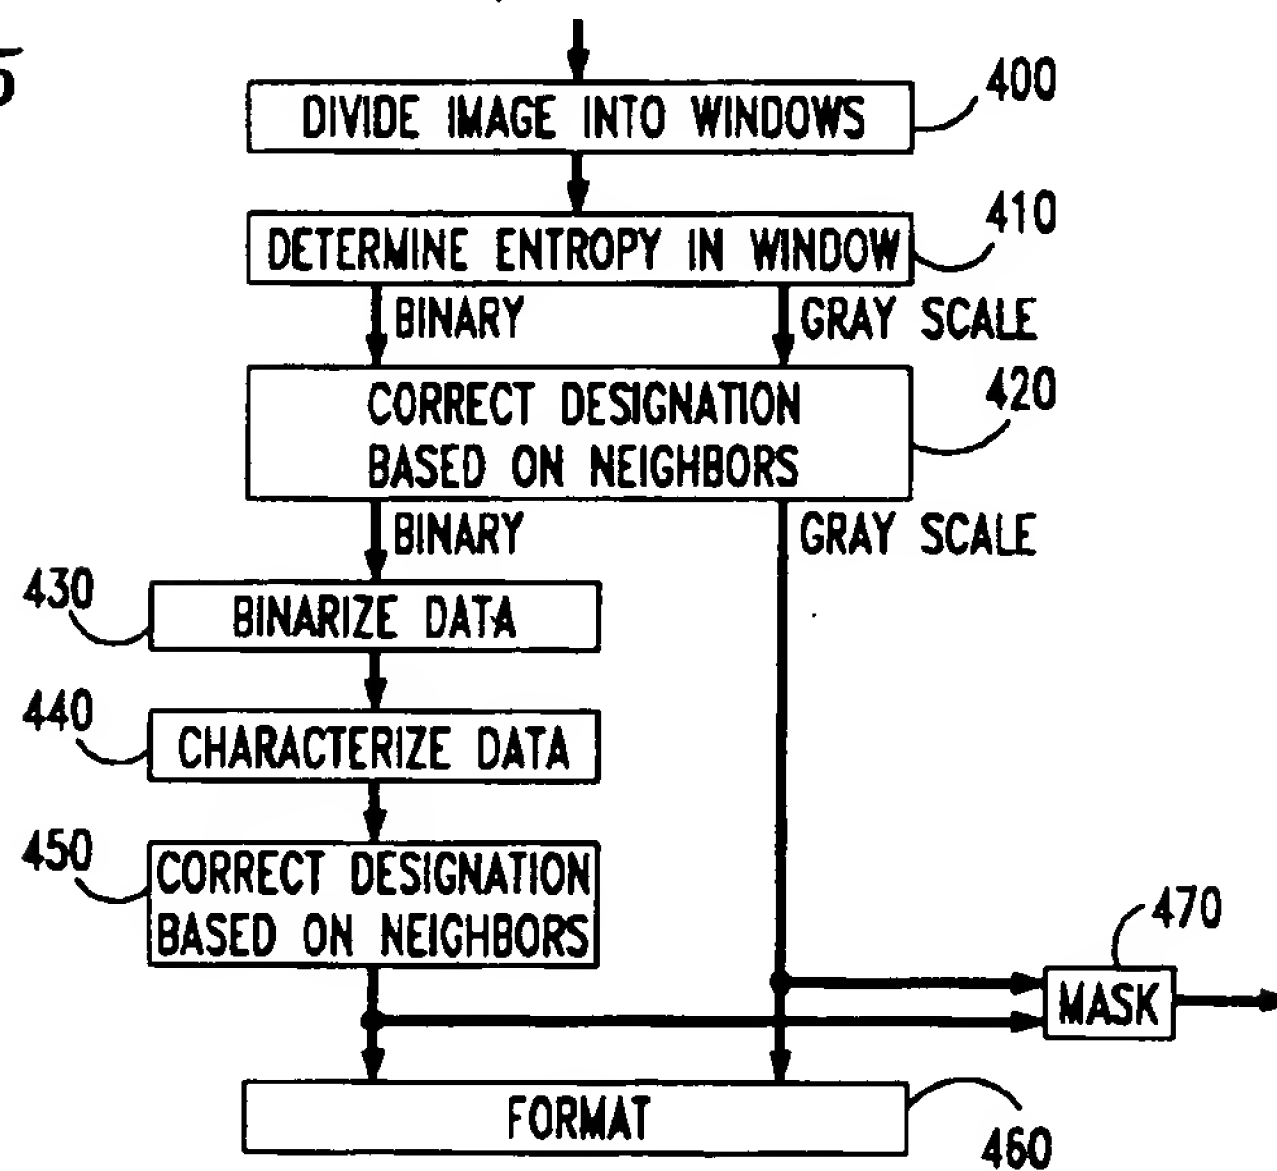 400
DIVIDE IMAGE INTO WINDOWS
410
DETERMINE ENTROPY IN WINDOW
BINARY
GRAY SCALE
420
CORRECT DESIGNATION
BASED ON NEIGHBORS
BINARY
GRAY SCALE
430
BINARIZE DATA
440
CHARACTERIZE DATA
450
CORRECT DESIGNATION
BASED ON NEIGHBORS
470
MASK
FORMAT
460